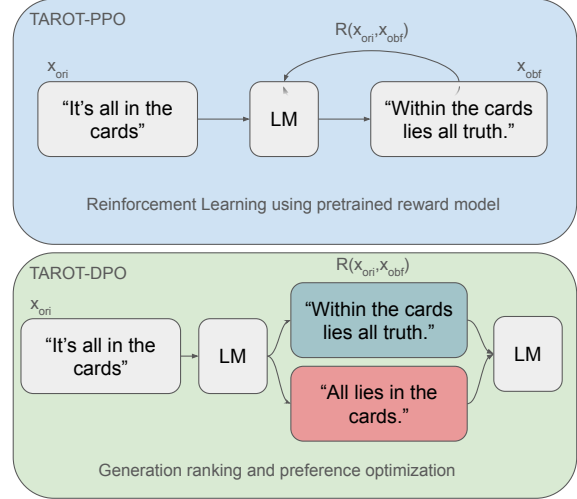 TAROT-PPO
R(x_ori,x_obf)
x_ori
x_obf
“It's all in the
cards”
LM
“Within the cards
lies all truth.”
Reinforcement Learning using pretrained reward model
TAROT-DPO
R(x_ori,x_obf)
x_ori
“It's all in the
cards”
LM
“Within the cards
lies all truth.”
“All lies in the
cards.”
LM
Generation ranking and preference optimization